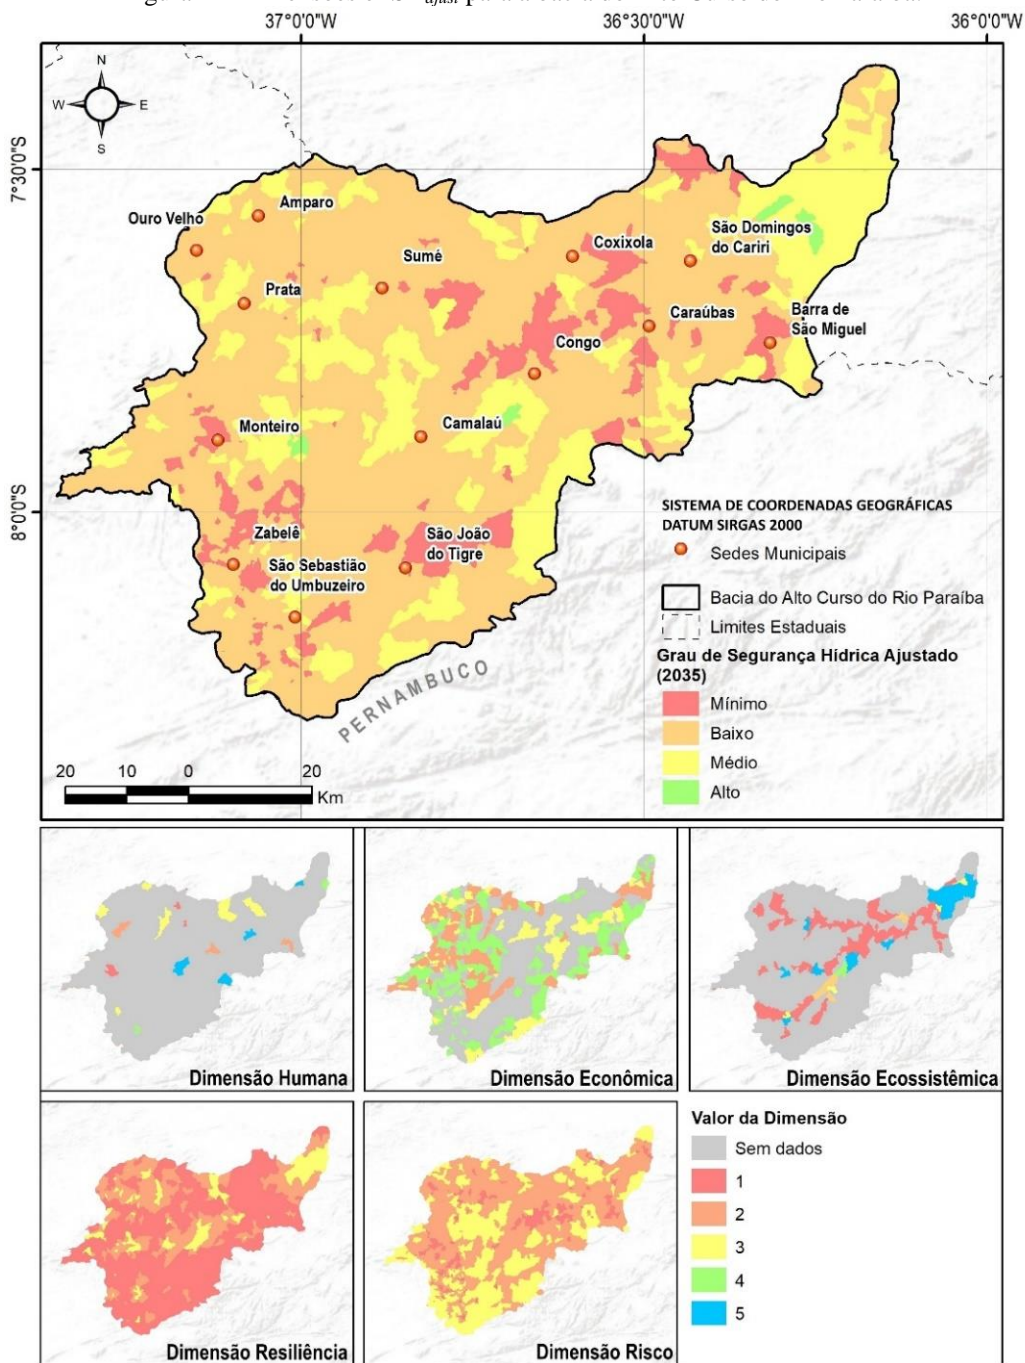 37°0'0"W
36°30'0"W
36°0'0"W
N
W
E
S
7°30'0"S
8°0'0"S
Ouro Velho
Amparo
Prata
Sumé
Coxixola
São Domingos
do Cariri
Caraúbas
Barra de
São Miguel
Congo
Monteiro
Camalaú
Zabelê
São João
do Tigre
São Sebastião
do Umbuzeiro
PERNAMBUCO
20 10 0 20
Km
SISTEMA DE COORDENADAS GEOGRÁFICAS
DATUM SIRGAS 2000
Sedes Municipais
Bacia do Alto Curso do Rio Paraíba
Limites Estaduais
Grau de Segurança Hídrica Ajustado
(2035)
Mínimo
Baixo
Médio
Alto
Dimensão Humana
Dimensão Econômica
Dimensão Ecossistêmica
Dimensão Resiliência
Dimensão Risco
Valor da Dimensão
Sem dados
1
2
3
4
5